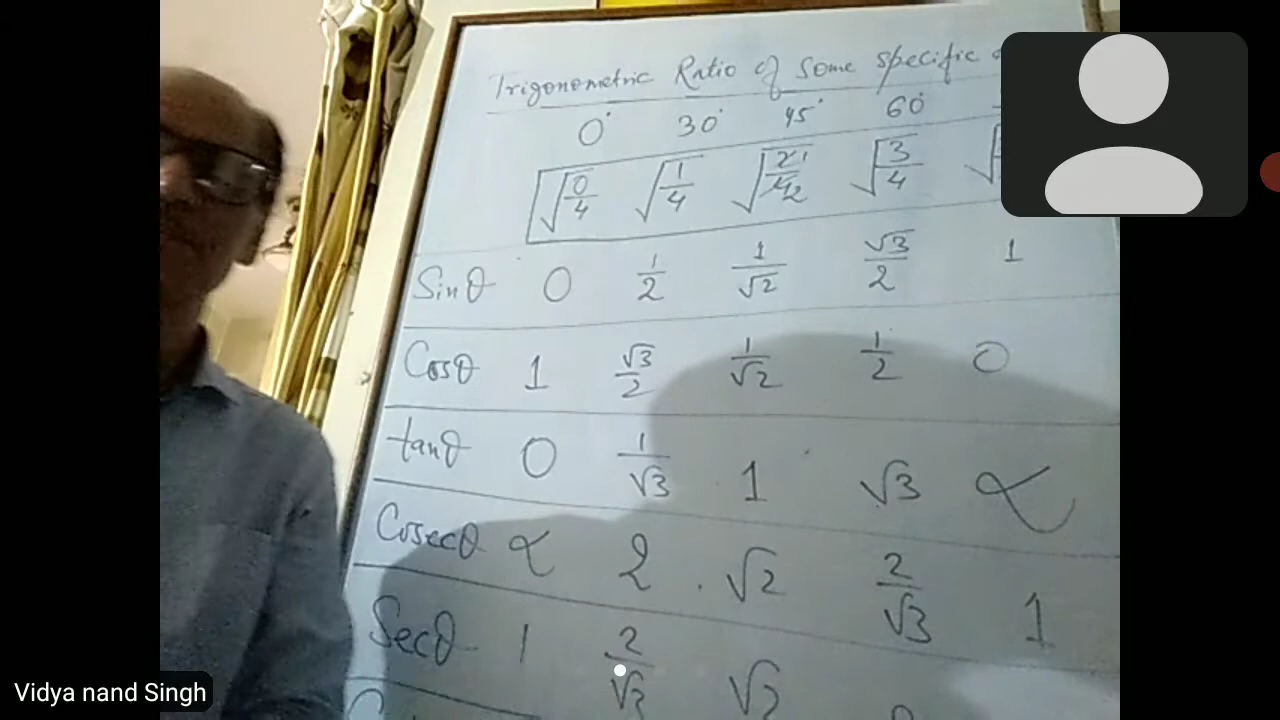 Trigonometric Ratio of some specific
0° 30° 45° 60°
√0/4 √1/4 √2̸1/4̸2 √3/4
Sinθ 0 1/2 1/√2 √3/2 1
Cosθ 1 √3/2 1/√2 1/2 0
tanθ 0 1/√3 1 √3 ∝
Cosecθ ∝ 2 √2 2/√3 1
Secθ 1 2/√3 √2
Vidya nand Singh